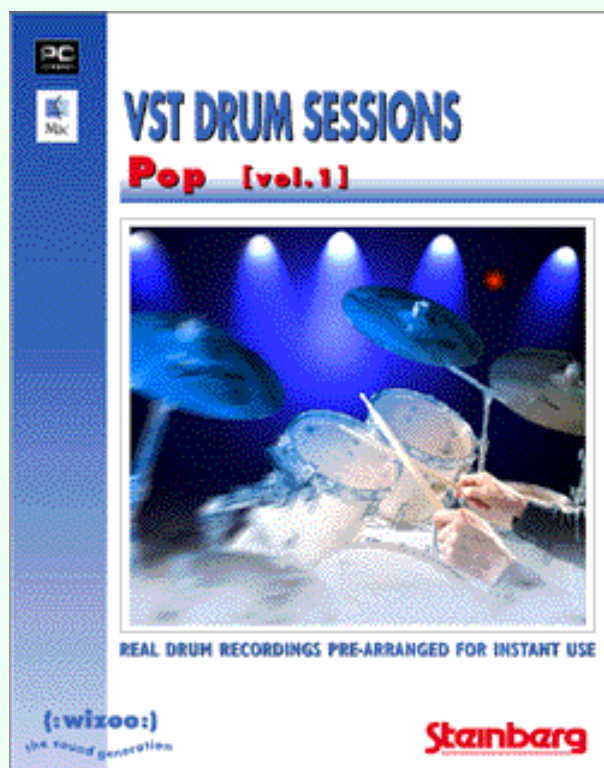 PC
Mac
VST DRUM SESSIONS
Pop [vol.1]
REAL DRUM RECORDINGS PRE-ARRANGED FOR INSTANT USE
(:wizoo:)
the sound generation
Steinberg